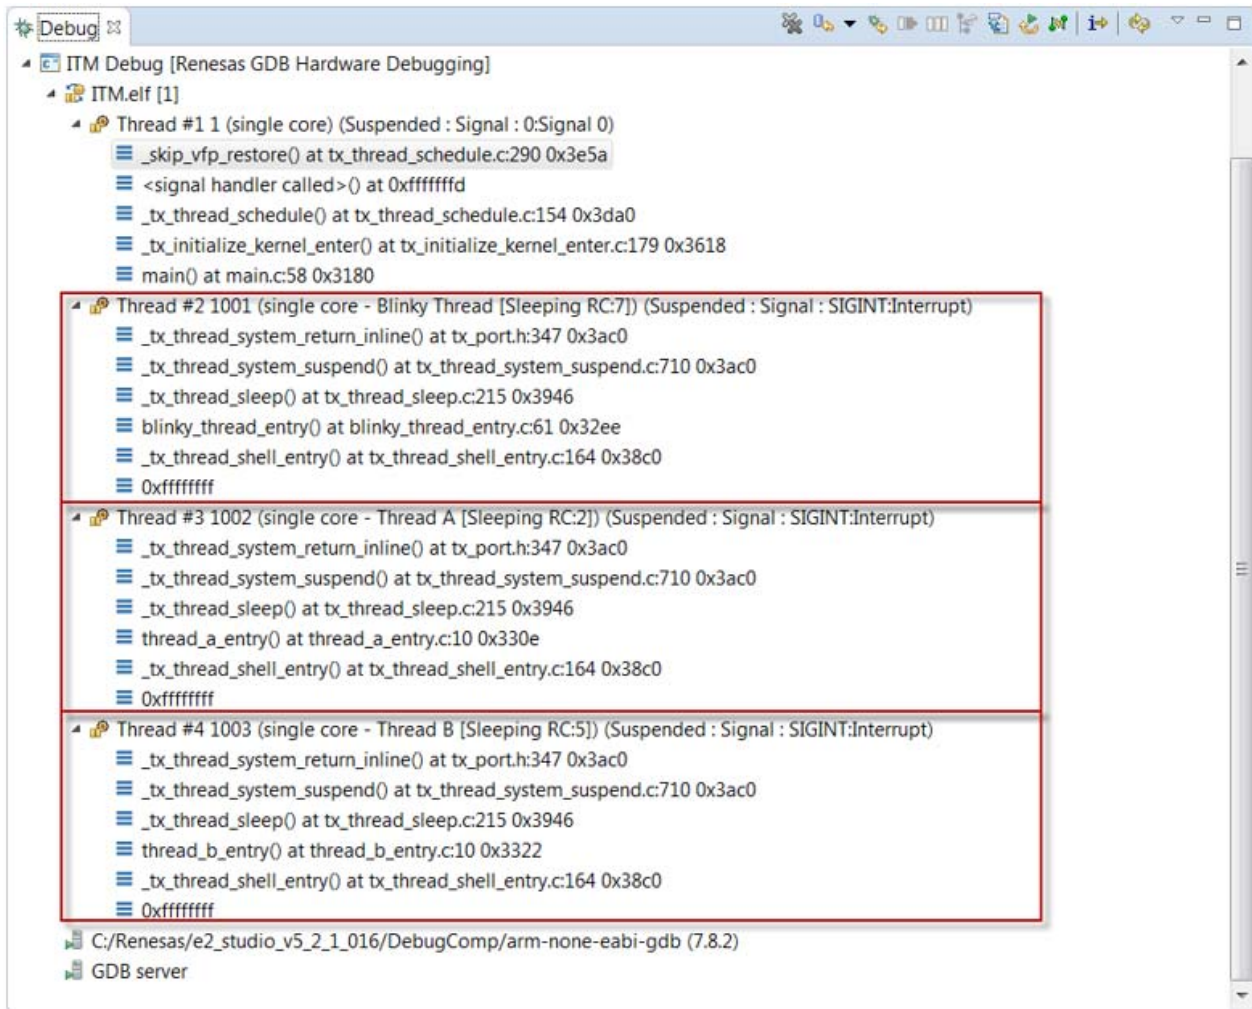 Debug
ITM Debug [Renesas GDB Hardware Debugging]
ITM.elf [1]
Thread #1 1 (single core) (Suspended : Signal : 0:Signal 0)
_skip_vfp_restore() at tx_thread_schedule.c:290 0x3e5a
<signal handler called>() at 0xfffffffd
_tx_thread_schedule() at tx_thread_schedule.c:154 0x3da0
_tx_initialize_kernel_enter() at tx_initialize_kernel_enter.c:179 0x3618
main() at main.c:58 0x3180
Thread #2 1001 (single core - Blinky Thread [Sleeping RC:7]) (Suspended : Signal : SIGINT:Interrupt)
_tx_thread_system_return_inline() at tx_port.h:347 0x3ac0
_tx_thread_system_suspend() at tx_thread_system_suspend.c:710 0x3ac0
_tx_thread_sleep() at tx_thread_sleep.c:215 0x3946
blinky_thread_entry() at blinky_thread_entry.c:61 0x32ee
_tx_thread_shell_entry() at tx_thread_shell_entry.c:164 0x38c0
0xffffffff
Thread #3 1002 (single core - Thread A [Sleeping RC:2]) (Suspended : Signal : SIGINT:Interrupt)
_tx_thread_system_return_inline() at tx_port.h:347 0x3ac0
_tx_thread_system_suspend() at tx_thread_system_suspend.c:710 0x3ac0
_tx_thread_sleep() at tx_thread_sleep.c:215 0x3946
thread_a_entry() at thread_a_entry.c:10 0x330e
_tx_thread_shell_entry() at tx_thread_shell_entry.c:164 0x38c0
0xffffffff
Thread #4 1003 (single core - Thread B [Sleeping RC:5]) (Suspended : Signal : SIGINT:Interrupt)
_tx_thread_system_return_inline() at tx_port.h:347 0x3ac0
_tx_thread_system_suspend() at tx_thread_system_suspend.c:710 0x3ac0
_tx_thread_sleep() at tx_thread_sleep.c:215 0x3946
thread_b_entry() at thread_b_entry.c:10 0x3322
_tx_thread_shell_entry() at tx_thread_shell_entry.c:164 0x38c0
0xffffffff
C:/Renesas/e2_studio_v5_2_1_016/DebugComp/arm-none-eabi-gdb (7.8.2)
GDB server